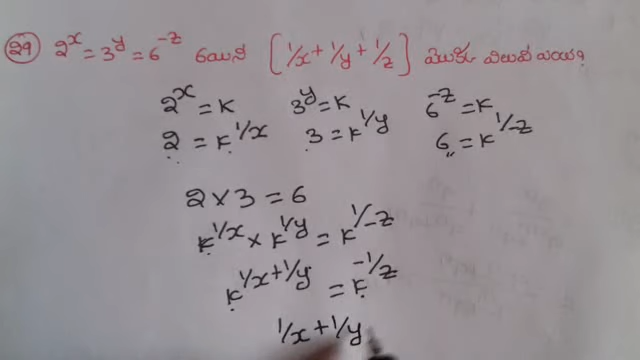 29 2^x = 3^y = 6^-z [1/x + 1/y + 1/z]
2^x = k 3^y = k 6^-z = k
2 = k^1/x 3 = k^1/y 6 = k^1/-z
2 × 3 = 6
k^1/x × k^1/y = k^1/-z
k^1/x + 1/y = k^-1/z
1/x + 1/y